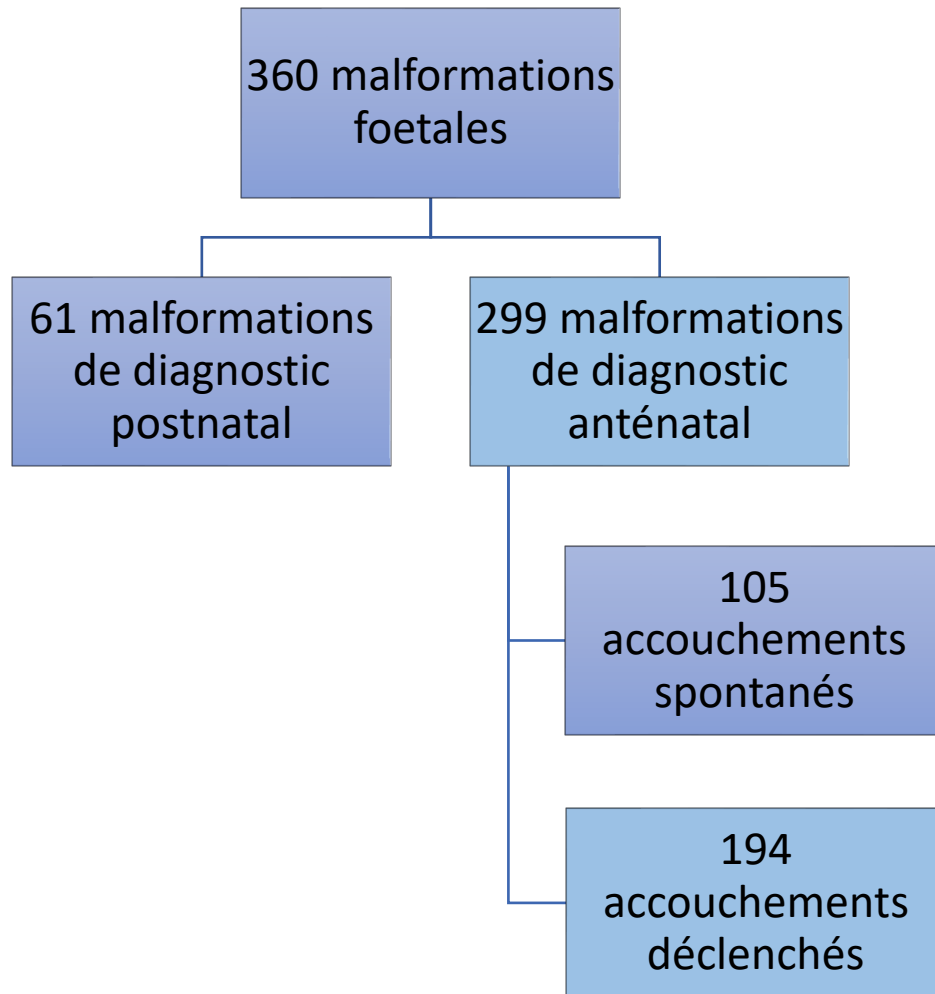 360 malformations
foetales
61 malformations
de diagnostic
postnatal
299 malformations
de diagnostic
anténatal
105
accouchements
spontanés
194
accouchements
déclenchés